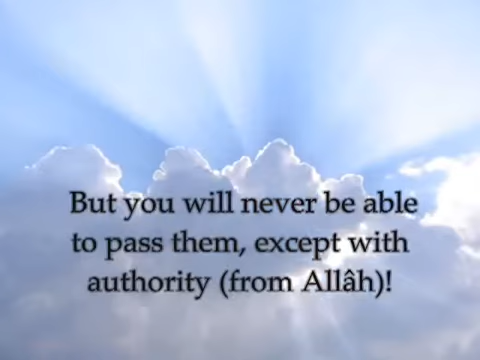 But you will never be able
to pass them, except with
authority (from Allâh)!